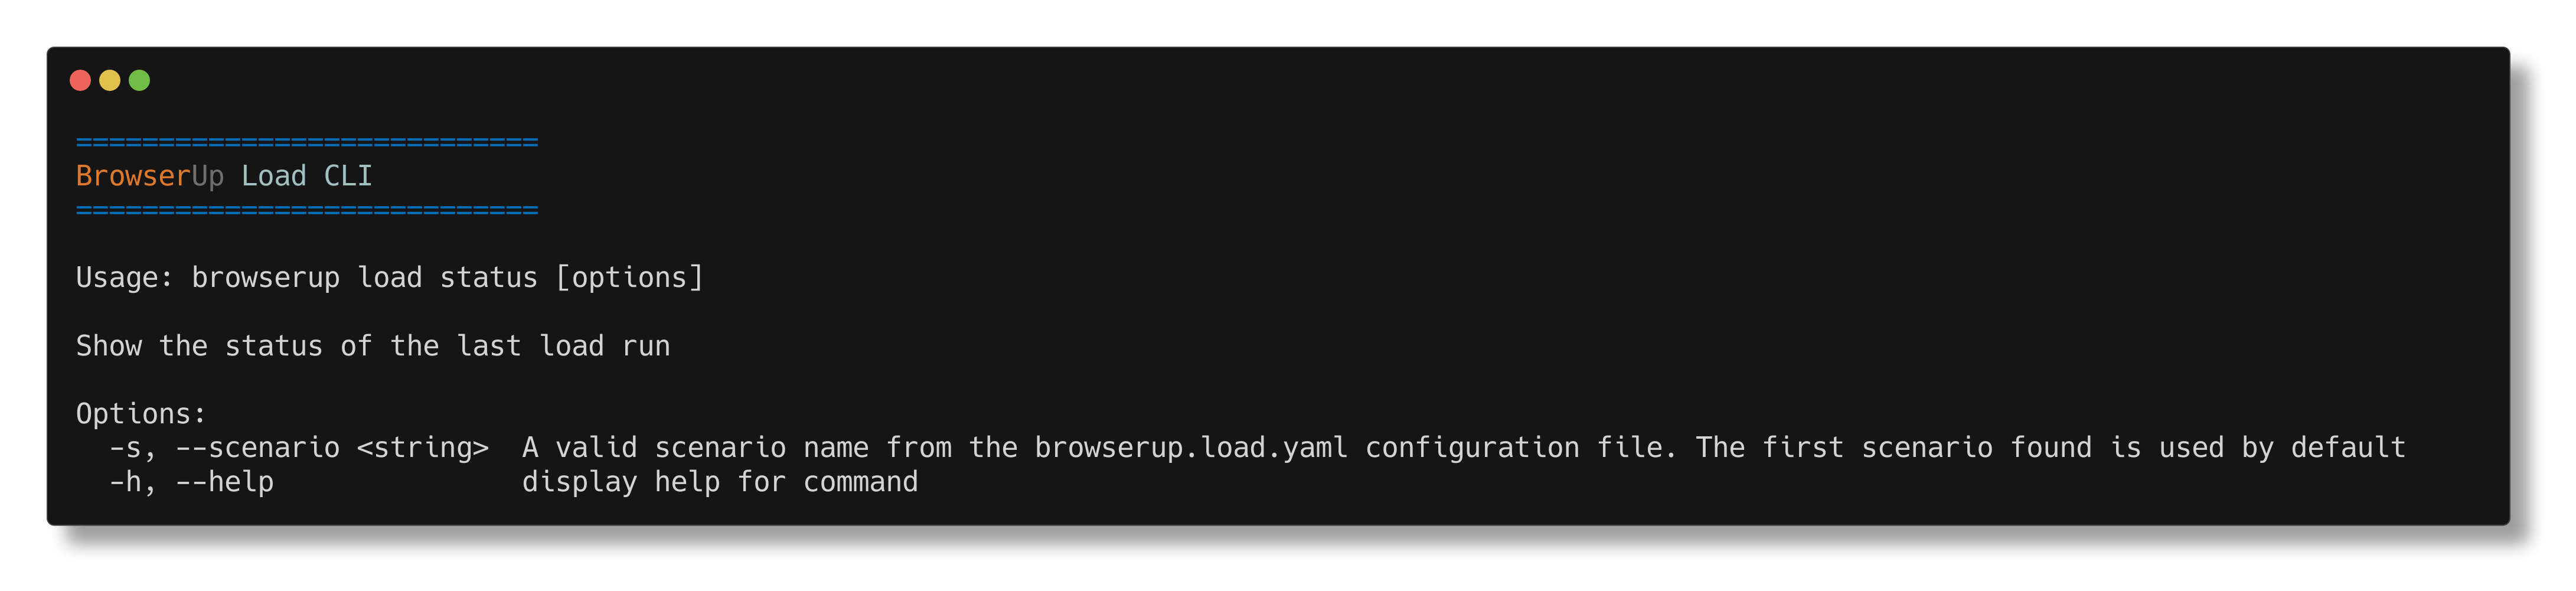 ============================
BrowserUp Load CLI
============================
Usage: browserup load status [options]
Show the status of the last load run
Options:
  -s, --scenario <string>  A valid scenario name from the browserup.load.yaml configuration file. The first scenario found is used by default
  -h, --help               display help for command